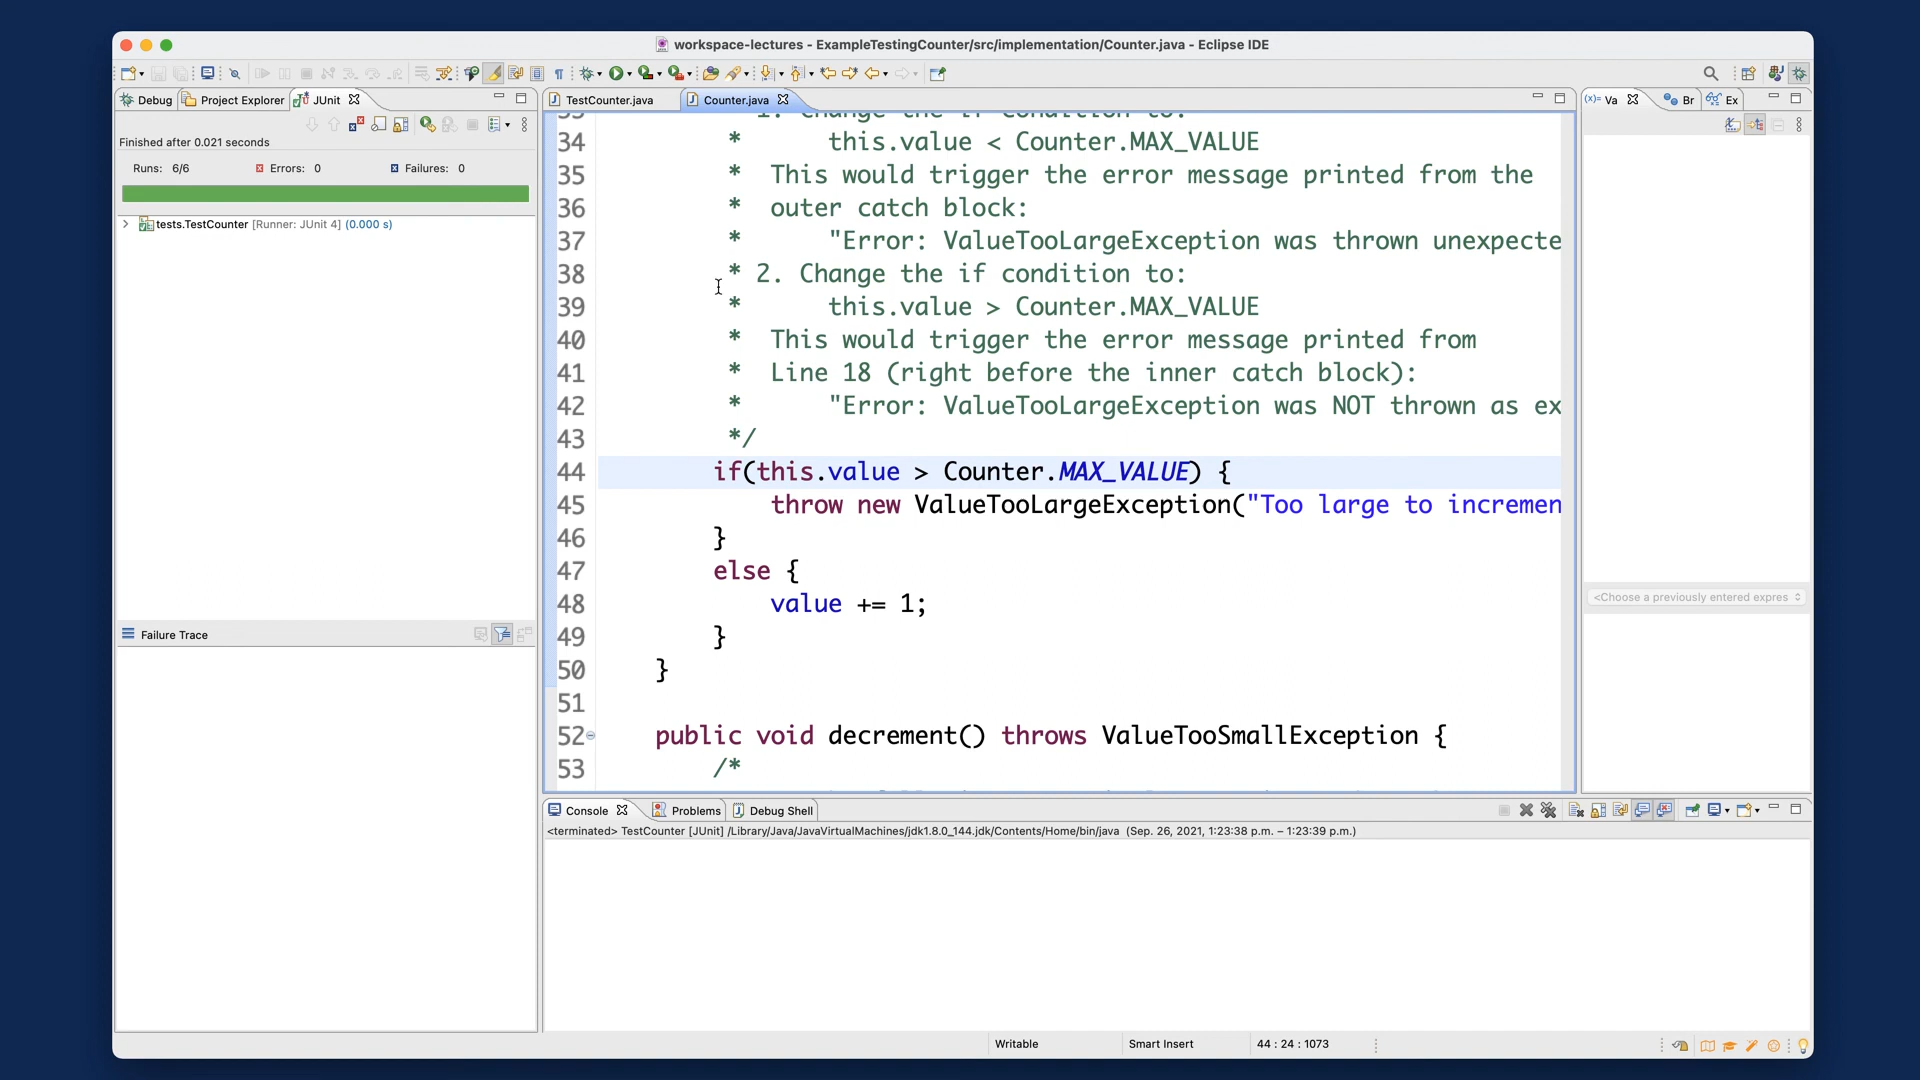 workspace-lectures - ExampleTestingCounter/src/implementation/Counter.java - Eclipse IDE
Debug Project Explorer JUnit
Finished after 0.021 seconds
Runs: 6/6 Errors: 0 Failures: 0
tests.TestCounter [Runner: JUnit 4] (0.000 s)
Failure Trace
TestCounter.java Counter.java
34 * this.value < Counter.MAX_VALUE
35 * This would trigger the error message printed from the
36 * outer catch block:
37 * "Error: ValueTooLargeException was thrown unexpecte
38 * 2. Change the if condition to:
39 * this.value > Counter.MAX_VALUE
40 * This would trigger the error message printed from
41 * Line 18 (right before the inner catch block):
42 * "Error: ValueTooLargeException was NOT thrown as ex
43 */
44 if(this.value > Counter.MAX_VALUE) {
45 throw new ValueTooLargeException("Too large to incremen
46 }
47 else {
48 value += 1;
49 }
50 }
51
52 public void decrement() throws ValueTooSmallException {
53 /*
(x)= Va Br Ex
<Choose a previously entered expres
Console Problems Debug Shell
<terminated> TestCounter [JUnit] /Library/Java/JavaVirtualMachines/jdk1.8.0_144.jdk/Contents/Home/bin/java (Sep. 26, 2021, 1:23:38 p.m. – 1:23:39 p.m.)
Writable Smart Insert 44 : 24 : 1073